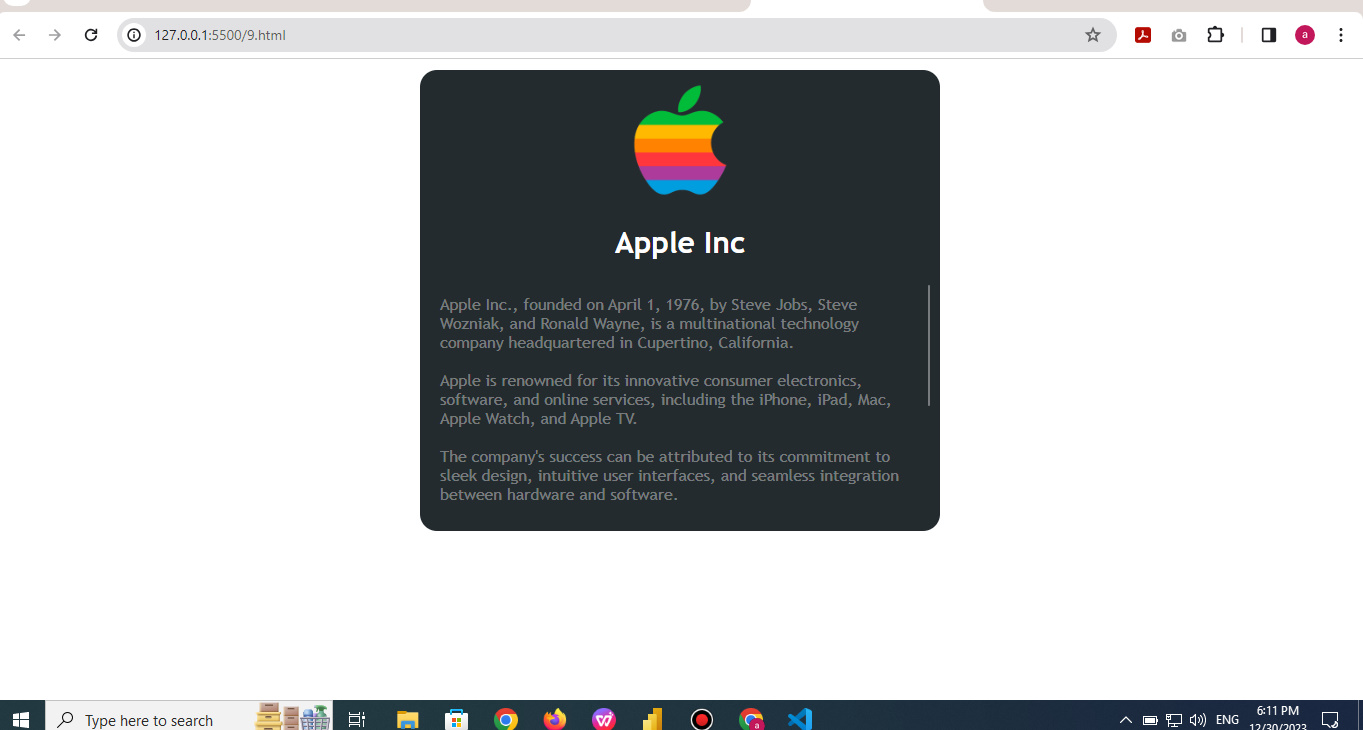 127.0.0.1:5500/9.html
a
Apple Inc
Apple Inc., founded on April 1, 1976, by Steve Jobs, Steve
Wozniak, and Ronald Wayne, is a multinational technology
company headquartered in Cupertino, California.
Apple is renowned for its innovative consumer electronics,
software, and online services, including the iPhone, iPad, Mac,
Apple Watch, and Apple TV.
The company's success can be attributed to its commitment to
sleek design, intuitive user interfaces, and seamless integration
between hardware and software.
Type here to search
a
ENG
6:11 PM
12/30/2023